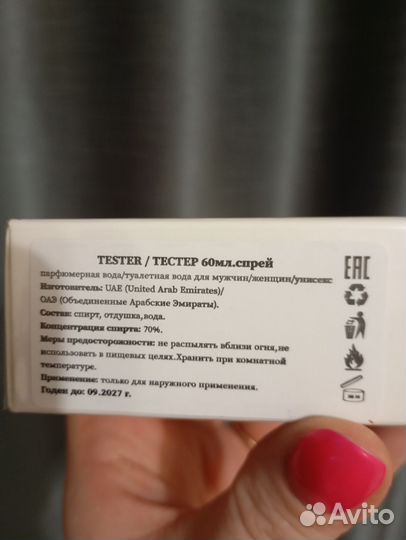 TESTER / ТЕСТЕР 60мл.спрей
парфюмерная вода/туалетная вода для мужчин/женщин/унисекс
Изготовитель: UAE (United Arab Emirates)/
ОАЭ (Объединенные Арабские Эмираты).
Состав: спирт, отдушка,вода.
Концентрация спирта: 70%.
Меры предосторожности: не распылять вблизи огня,не
использовать в пищевых целях.Хранить при комнатной
температуре.
Применение: только для наружного применения.
Годен до: 09.2027 г.
EAC
Avito